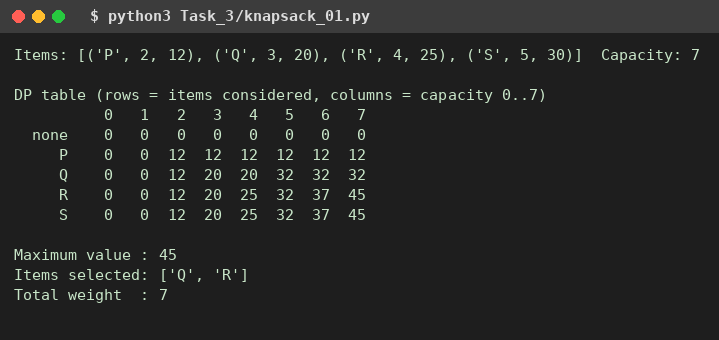 $ python3 Task_3/knapsack_01.py
Items: [('P', 2, 12), ('Q', 3, 20), ('R', 4, 25), ('S', 5, 30)]  Capacity: 7
DP table (rows = items considered, columns = capacity 0..7)
          0   1   2   3   4   5   6   7
  none    0   0   0   0   0   0   0   0
     P    0   0  12  12  12  12  12  12
     Q    0   0  12  20  20  32  32  32
     R    0   0  12  20  25  32  37  45
     S    0   0  12  20  25  32  37  45
Maximum value : 45
Items selected: ['Q', 'R']
Total weight  : 7